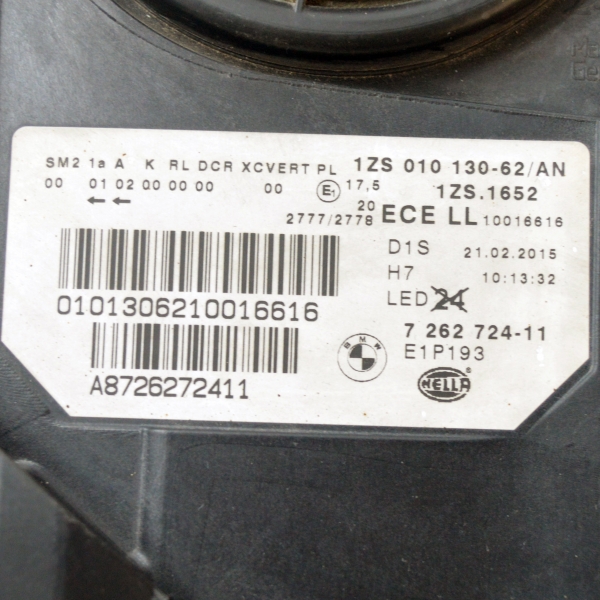 SM2 1a A K RL DCR XCVERT PL 1ZS 010 130-62/AN
00 01 02 00 00 00 00 E1 17,5 1ZS.1652
20
2777/2778 ECE LL 10016616
D1S 21.02.2015
H7 10:13:32
LED 24
0101306210016616
7 262 724-11
BMW E1P193
A8726272411 HELLA